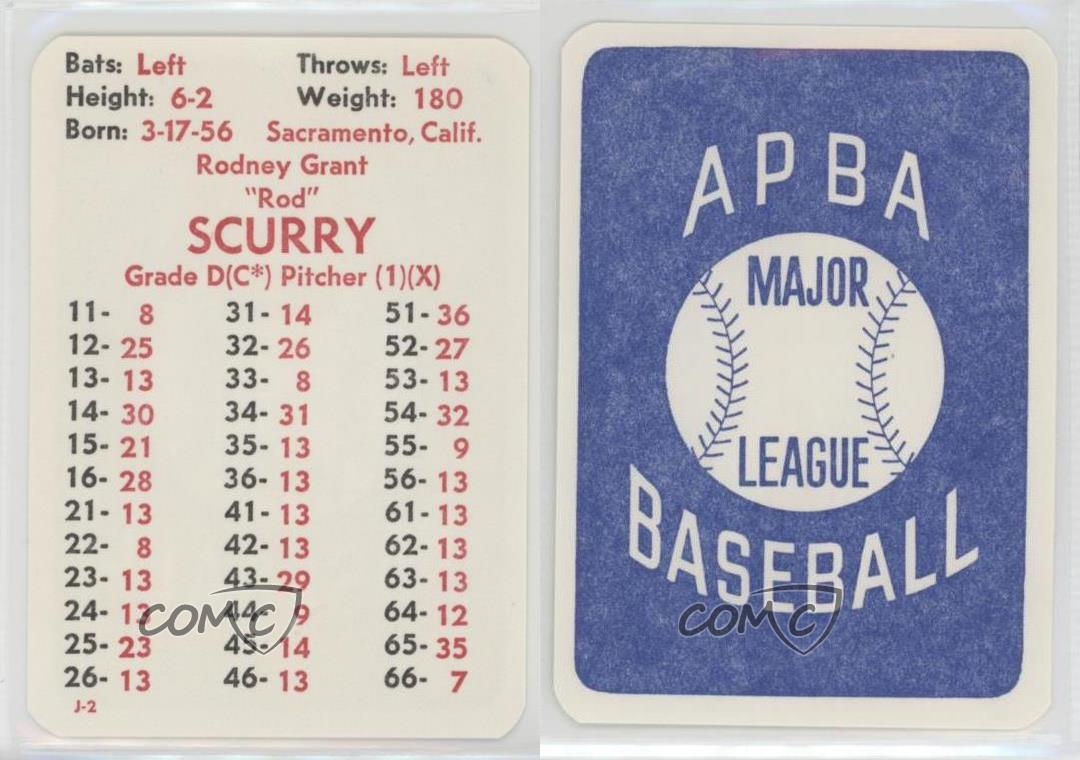 Bats: Left Throws: Left
Height: 6-2 Weight: 180
Born: 3-17-56 Sacramento, Calif.
Rodney Grant
"Rod"
SCURRY
Grade D(C*) Pitcher (1)(X)
11- 8 31- 14 51- 36
12- 25 32- 26 52- 27
13- 13 33- 8 53- 13
14- 30 34- 31 54- 32
15- 21 35- 13 55- 9
16- 28 36- 13 56- 13
21- 13 41- 13 61- 13
22- 8 42- 13 62- 13
23- 13 43- 29 63- 13
24- 13 44- 9 64- 12
25- 23 45- 14 65- 35
26- 13 46- 13 66- 7
J-2
COMC
APBA
MAJOR
LEAGUE
BASEBALL
COMC